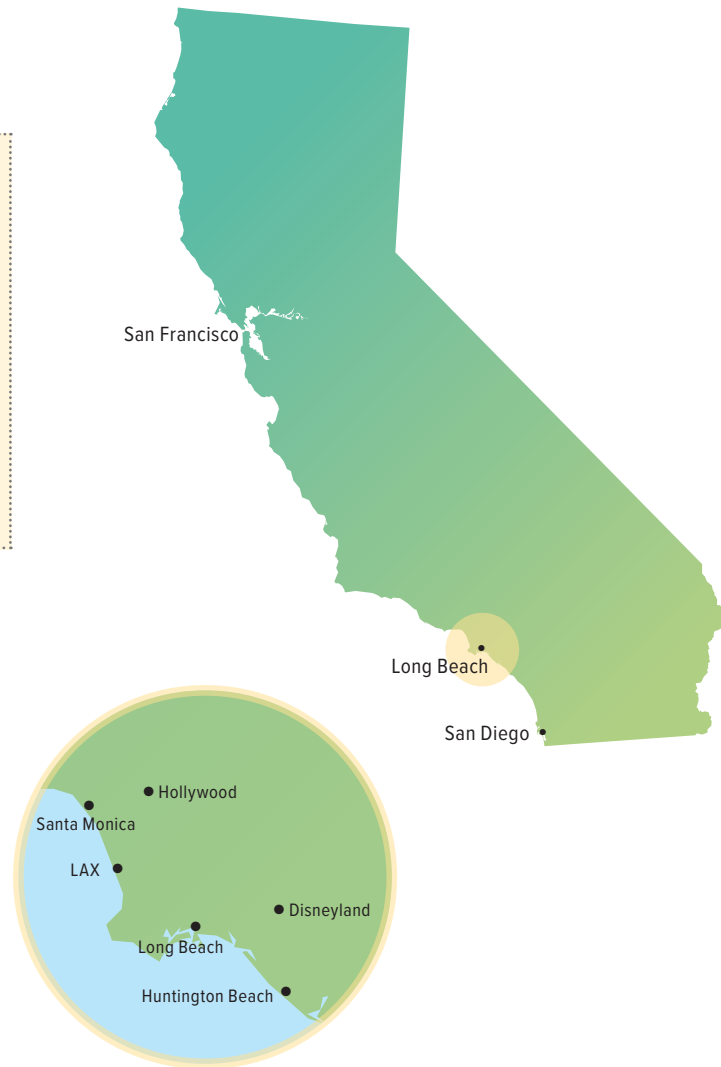 San Francisco
Long Beach
San Diego
Hollywood
Santa Monica
LAX
Disneyland
Long Beach
Huntington Beach